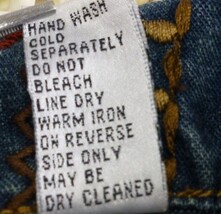 HAND WASH
COLD
SEPARATELY
DO NOT
BLEACH
LINE DRY
WARM IRON
ON REVERSE
SIDE ONLY
MAY BE
DRY CLEANED